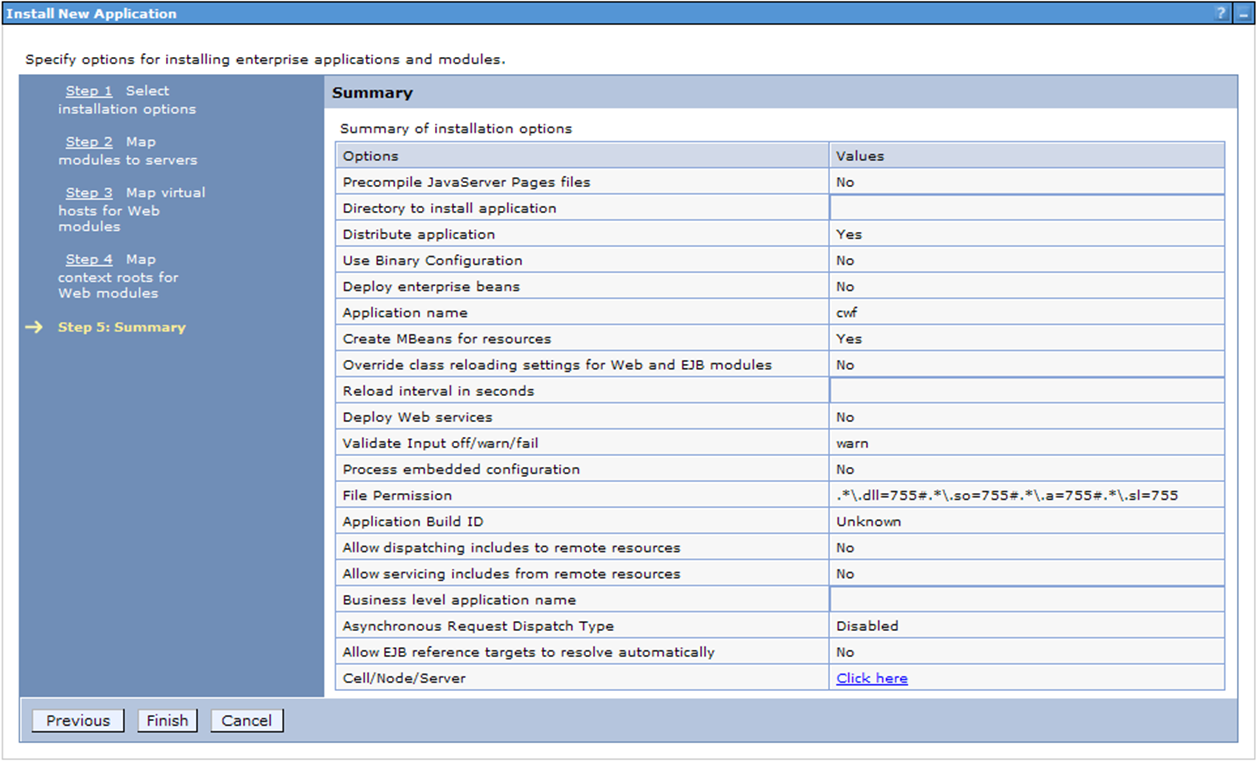 Install New Application
? –
Specify options for installing enterprise applications and modules.
Step 1 Select
installation options
Step 2 Map
modules to servers
Step 3 Map virtual
hosts for Web
modules
Step 4 Map
context roots for
Web modules
Step 5: Summary
Summary
Summary of installation options
Options Values
Precompile JavaServer Pages files No
Directory to install application
Distribute application Yes
Use Binary Configuration No
Deploy enterprise beans No
Application name cwf
Create MBeans for resources Yes
Override class reloading settings for Web and EJB modules No
Reload interval in seconds
Deploy Web services No
Validate Input off/warn/fail warn
Process embedded configuration No
File Permission .*\.dll=755#.*\.so=755#.*\.a=755#.*\.sl=755
Application Build ID Unknown
Allow dispatching includes to remote resources No
Allow servicing includes from remote resources No
Business level application name
Asynchronous Request Dispatch Type Disabled
Allow EJB reference targets to resolve automatically No
Cell/Node/Server Click here
Previous Finish Cancel